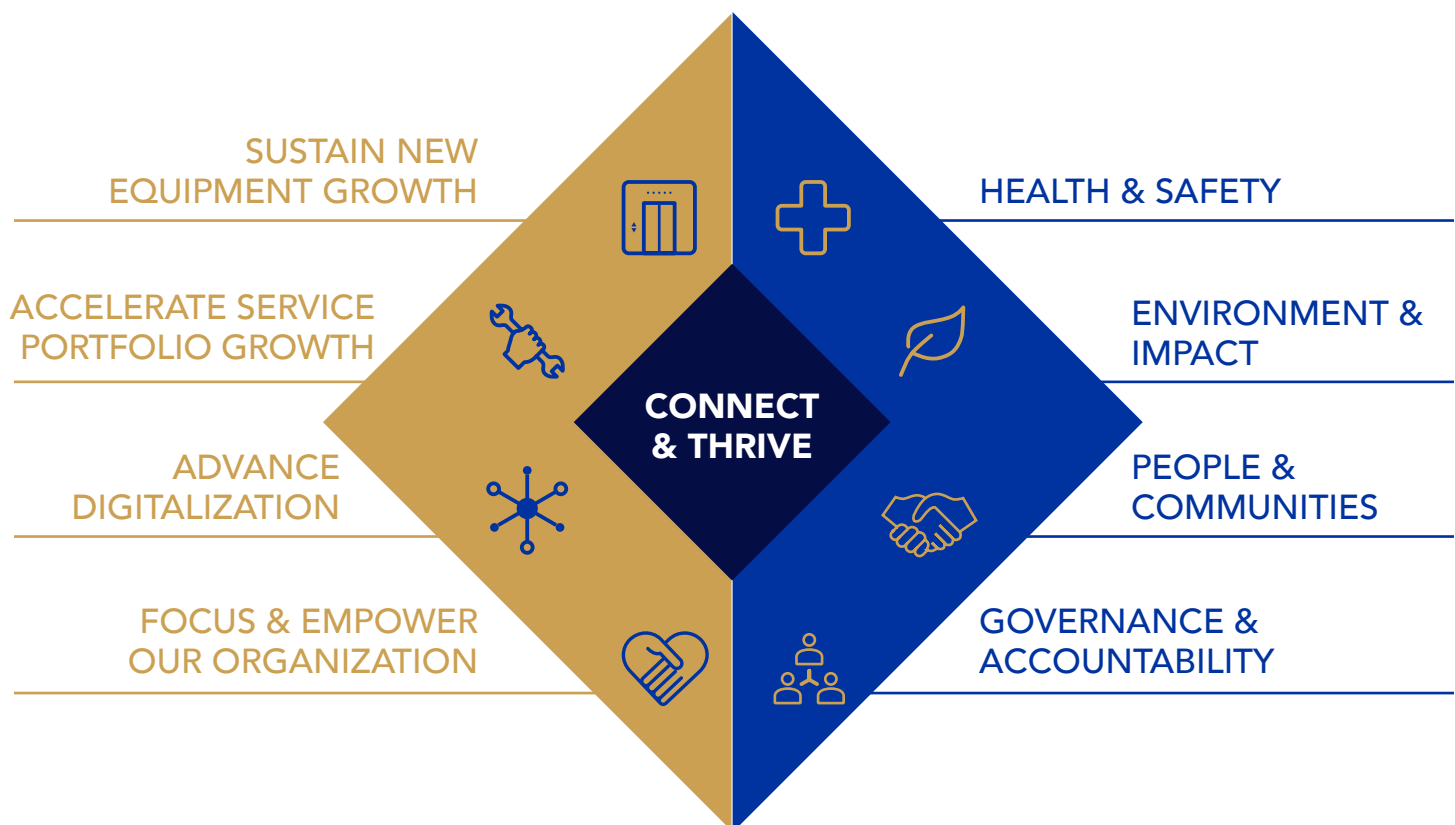 SUSTAIN NEW
EQUIPMENT GROWTH
ACCELERATE SERVICE
PORTFOLIO GROWTH
ADVANCE
DIGITALIZATION
FOCUS & EMPOWER
OUR ORGANIZATION
CONNECT
& THRIVE
HEALTH & SAFETY
ENVIRONMENT &
IMPACT
PEOPLE &
COMMUNITIES
GOVERNANCE &
ACCOUNTABILITY